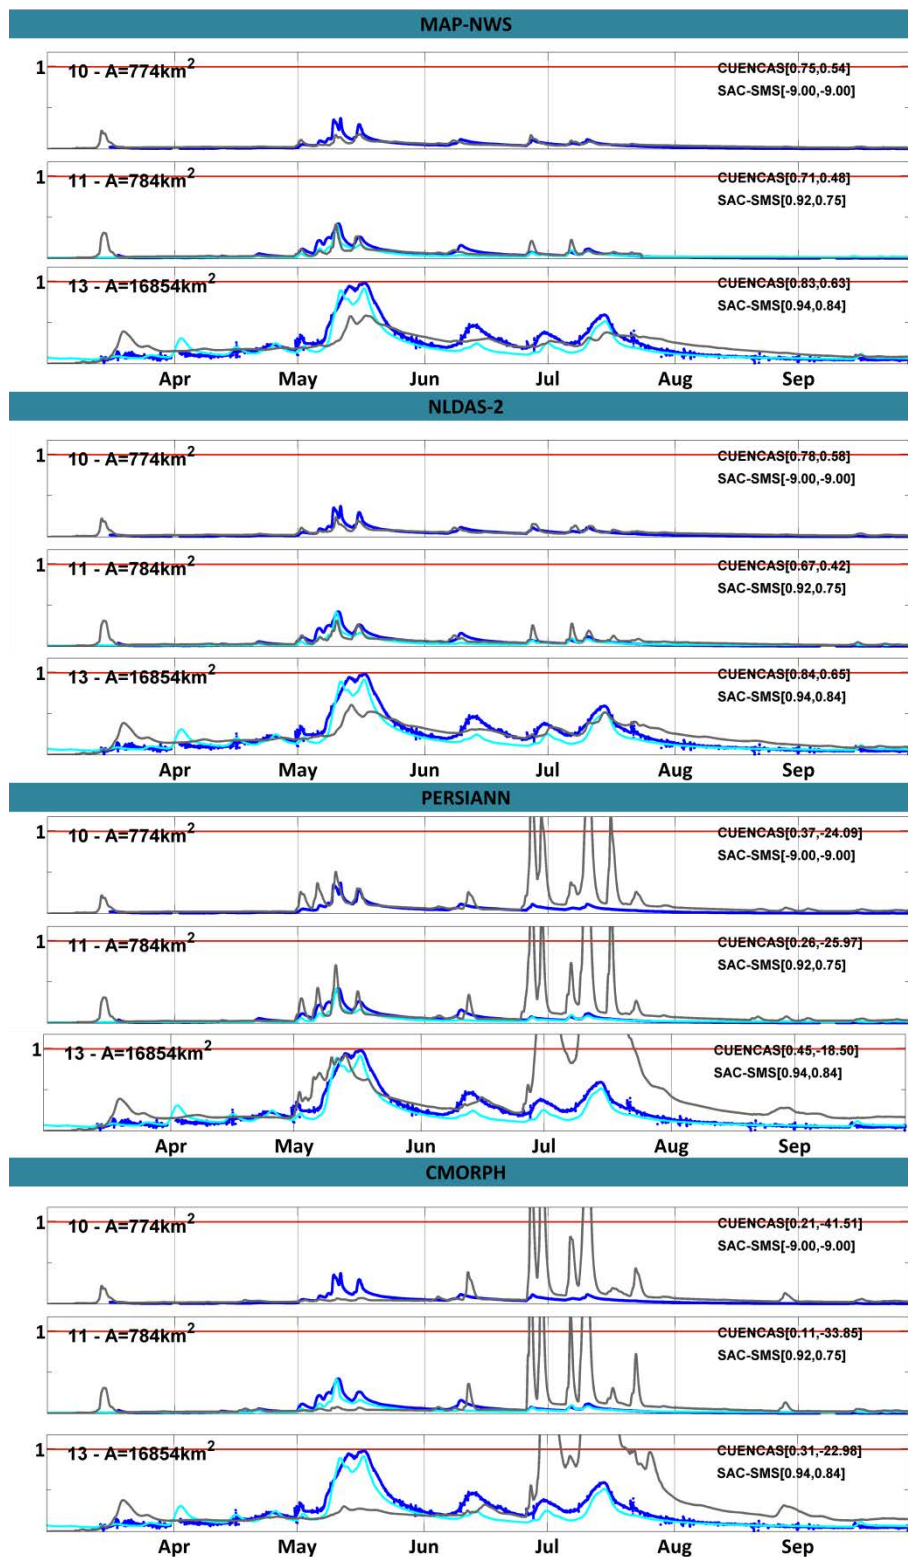 MAP-NWS
1
10 - A=774km²
CUENCAS[0.75,0.54]
SAC-SMS[-9.00,-9.00]
1
11 - A=784km²
CUENCAS[0.71,0.48]
SAC-SMS[0.92,0.75]
1
13 - A=16854km²
CUENCAS[0.83,0.63]
SAC-SMS[0.94,0.84]
Apr May Jun Jul Aug Sep
NLDAS-2
1
10 - A=774km²
CUENCAS[0.78,0.58]
SAC-SMS[-9.00,-9.00]
1
11 - A=784km²
CUENCAS[0.67,0.42]
SAC-SMS[0.92,0.75]
1
13 - A=16854km²
CUENCAS[0.84,0.65]
SAC-SMS[0.94,0.84]
Apr May Jun Jul Aug Sep
PERSIANN
1
10 - A=774km²
CUENCAS[0.37,-24.09]
SAC-SMS[-9.00,-9.00]
1
11 - A=784km²
CUENCAS[0.26,-25.97]
SAC-SMS[0.92,0.75]
1
13 - A=16854km²
CUENCAS[0.45,-18.50]
SAC-SMS[0.94,0.84]
Apr May Jun Jul Aug Sep
CMORPH
1
10 - A=774km²
CUENCAS[0.21,-41.51]
SAC-SMS[-9.00,-9.00]
1
11 - A=784km²
CUENCAS[0.11,-33.85]
SAC-SMS[0.92,0.75]
1
13 - A=16854km²
CUENCAS[0.31,-22.98]
SAC-SMS[0.94,0.84]
Apr May Jun Jul Aug Sep